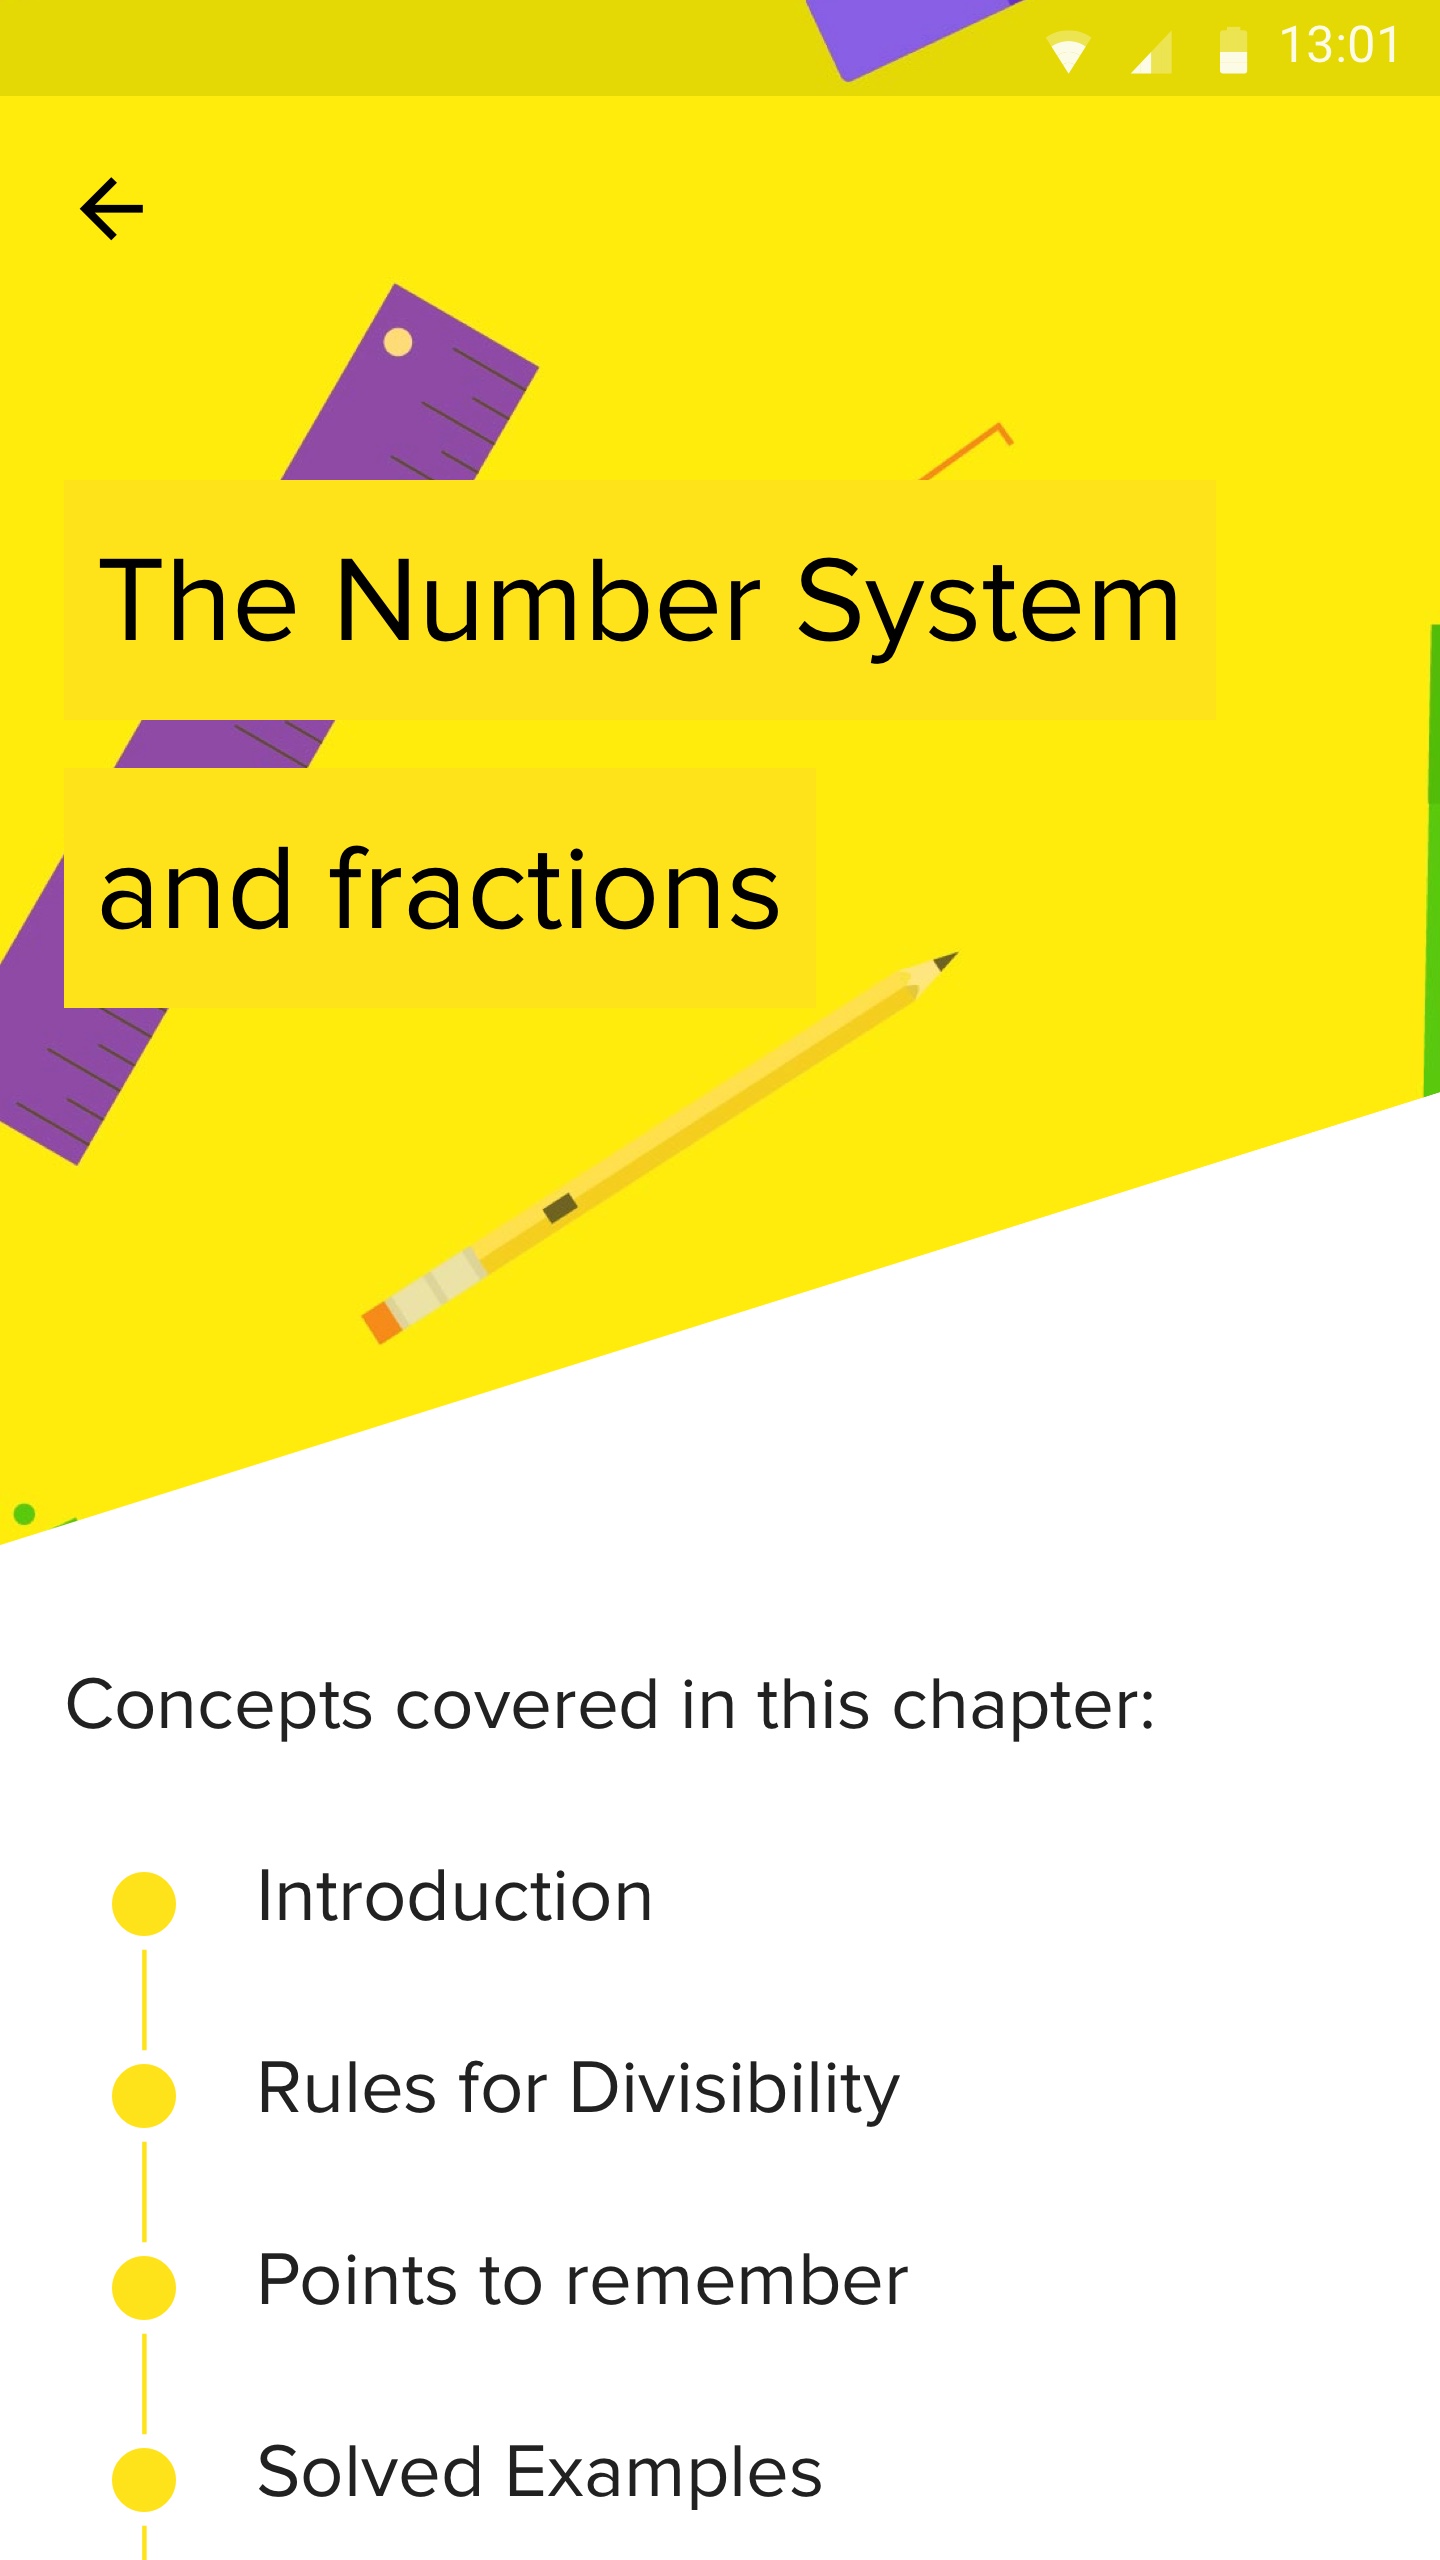 13:01
The Number System
and fractions
Concepts covered in this chapter:
Introduction
Rules for Divisibility
Points to remember
Solved Examples